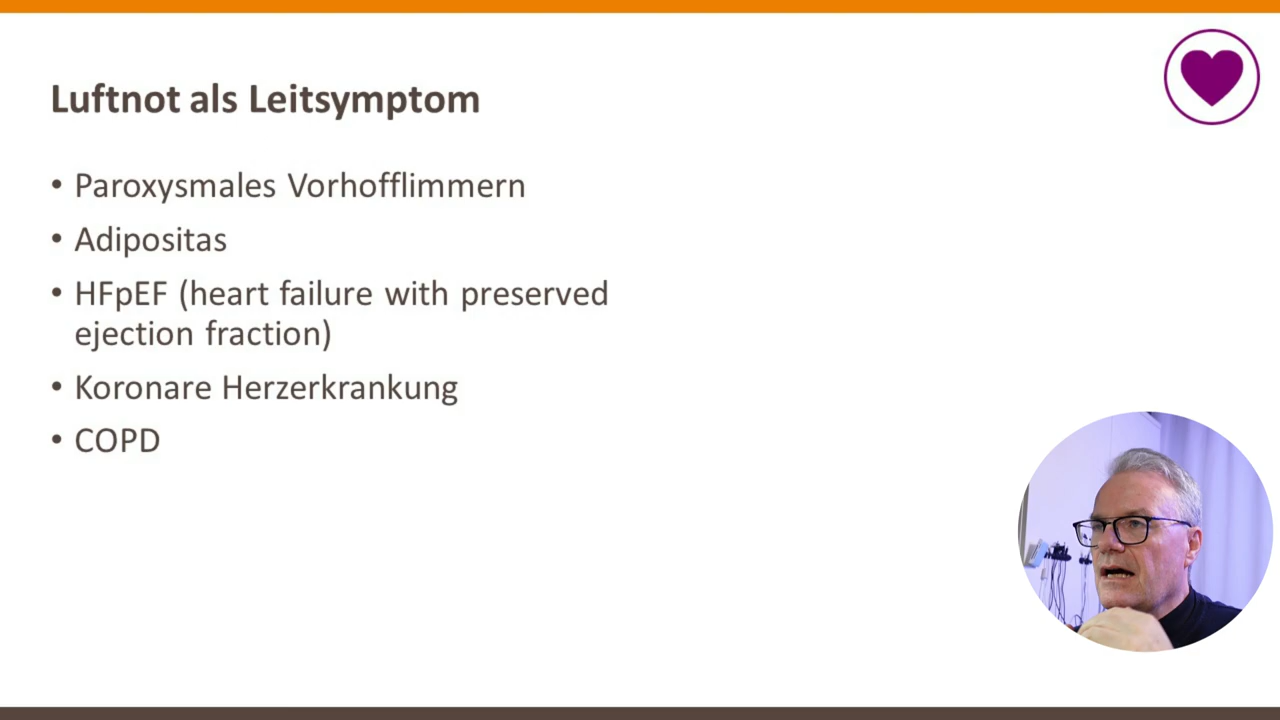 Luftnot als Leitsymptom
• Paroxysmales Vorhofflimmern
• Adipositas
• HFpEF (heart failure with preserved
ejection fraction)
• Koronare Herzerkrankung
• COPD